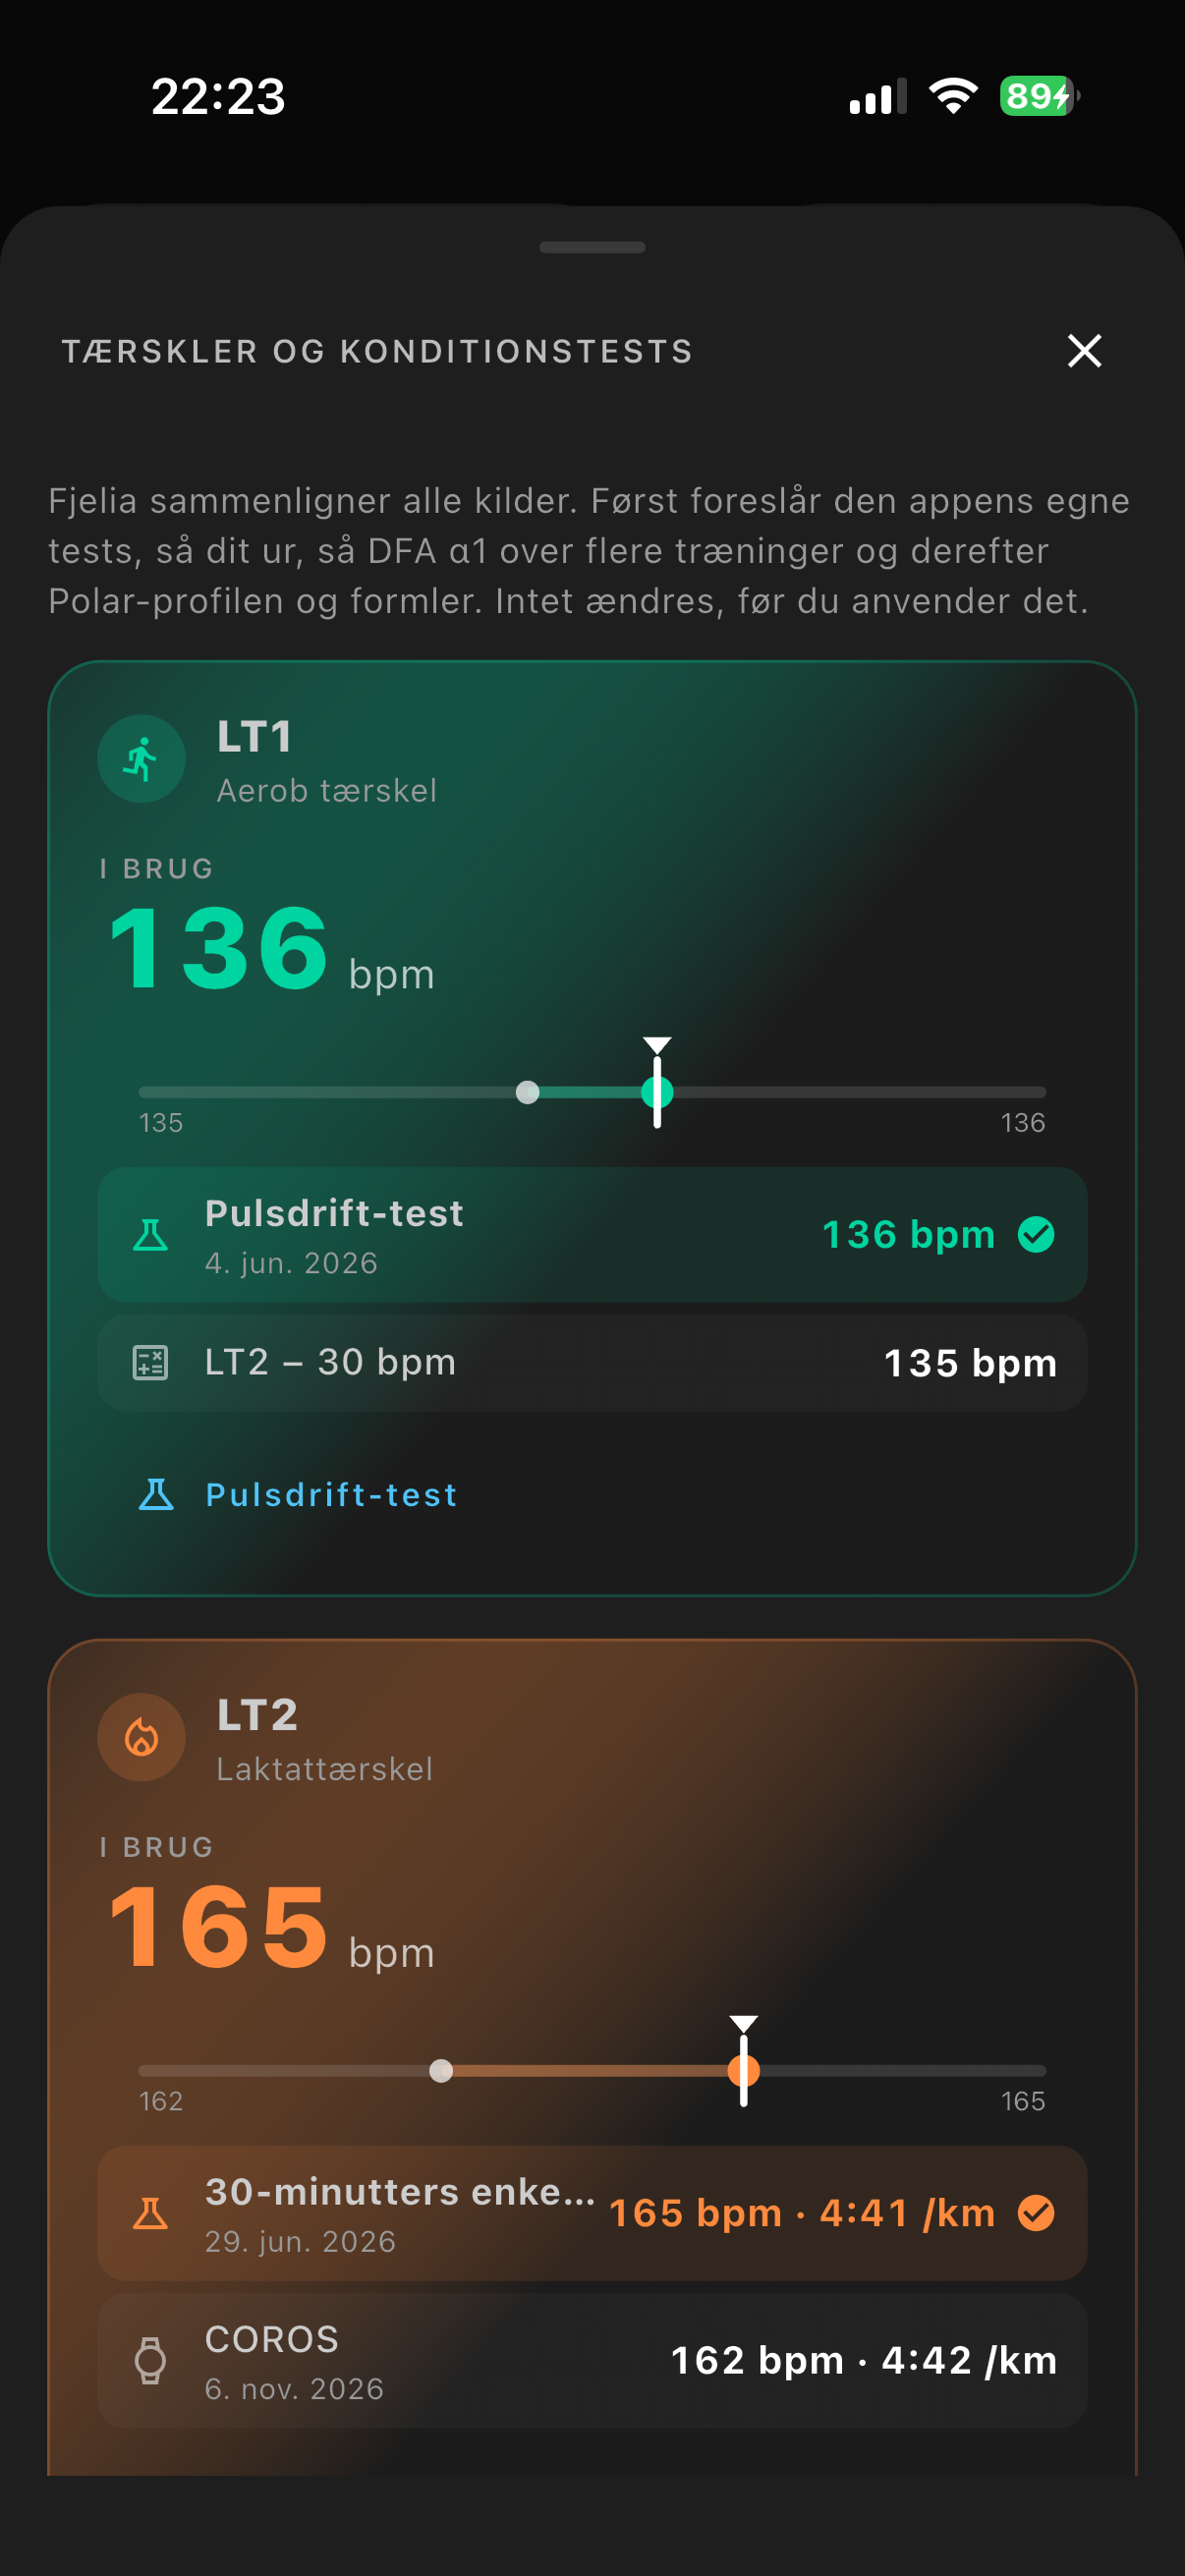 22:23
89
TÆRSKLER OG KONDITIONSTESTS
Fjelia sammenligner alle kilder. Først foreslår den appens egne
tests, så dit ur, så DFA α1 over flere træninger og derefter
Polar-profilen og formler. Intet ændres, før du anvender det.
LT1
Aerob tærskel
I BRUG
136 bpm
135 136
Pulsdrift-test
136 bpm
4. jun. 2026
LT2 – 30 bpm
135 bpm
Pulsdrift-test
LT2
Laktattærskel
I BRUG
165 bpm
162 165
30-minutters enke...
165 bpm · 4:41 /km
29. jun. 2026
COROS
162 bpm · 4:42 /km
6. nov. 2026